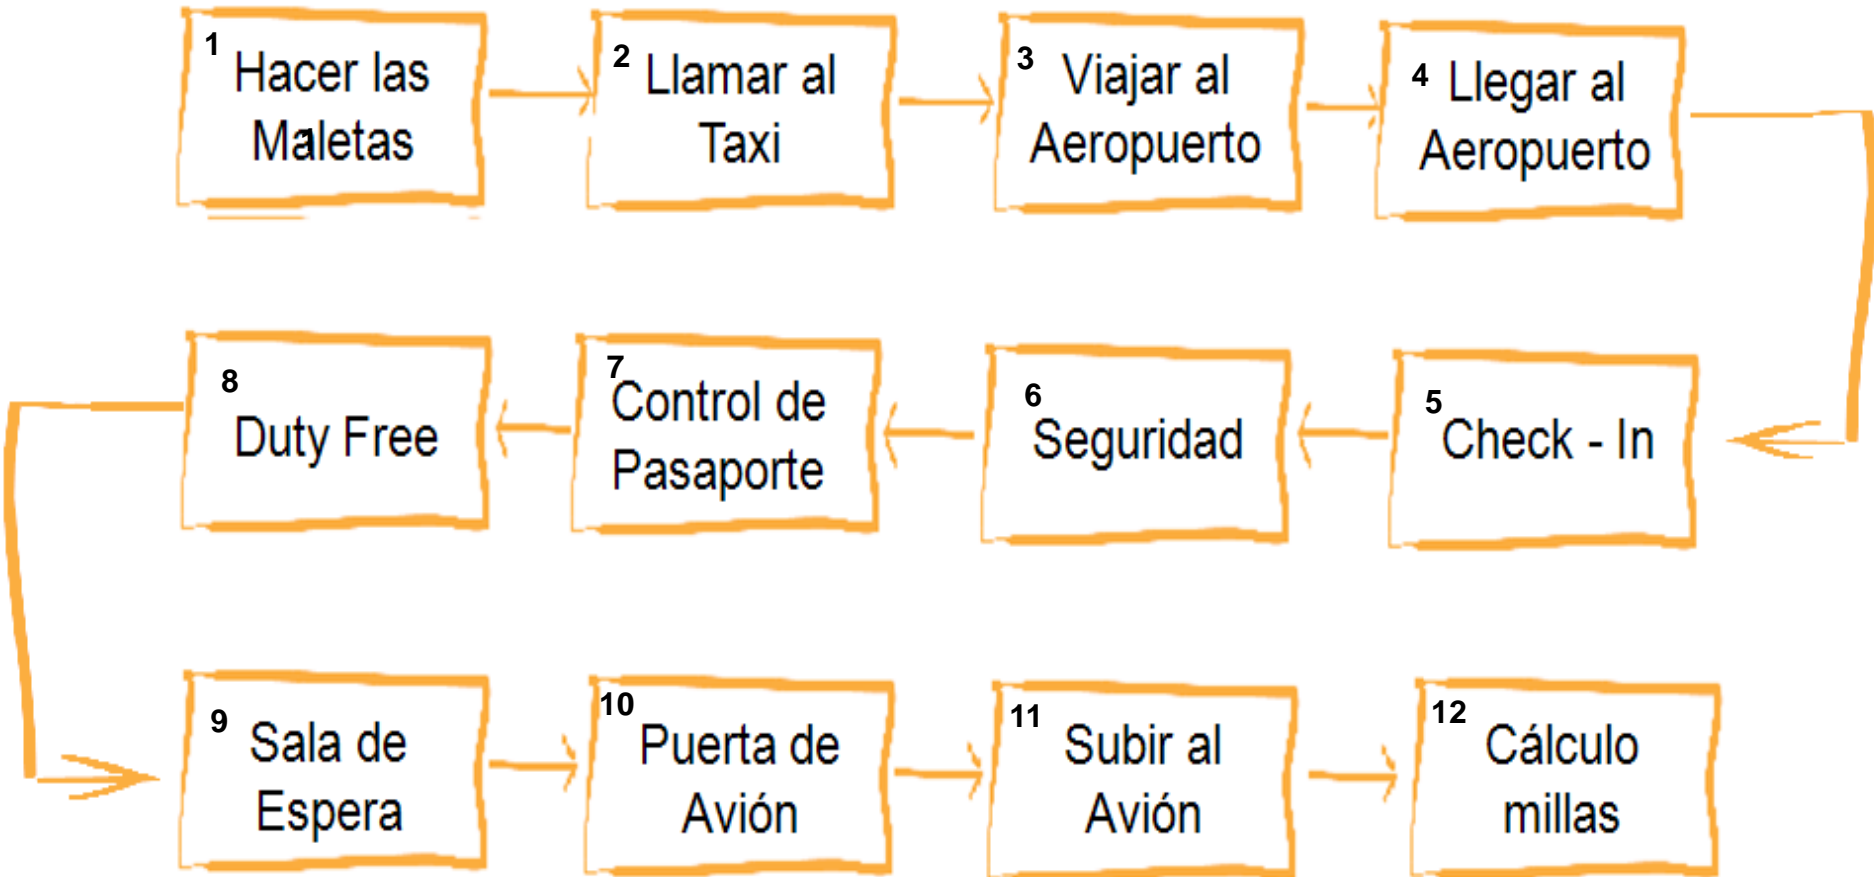 1 Hacer las
Maletas
2 Llamar al
Taxi
3 Viajar al
Aeropuerto
4 Llegar al
Aeropuerto
5
Check - In
6
Seguridad
7
Control de
Pasaporte
8
Duty Free
9 Sala de
Espera
10 Puerta de
Avión
11 Subir al
Avión
12 Cálculo
millas